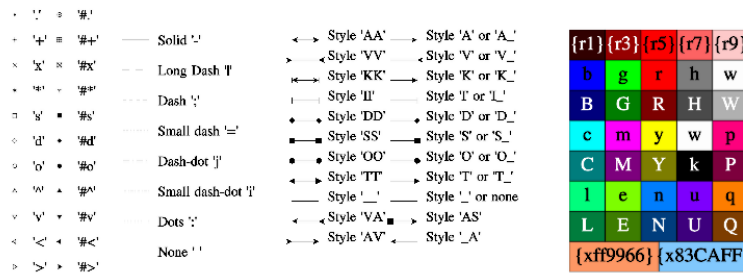 '.' '#.'
'+' '#+'
'x' '#x'
'*' '#*'
's' '#s'
'd' '#d'
'o' '#o'
'^' '#^'
'v' '#v'
'<' '#<'
'>' '#>'
Solid '-'
Long Dash '|'
Dash ';'
Small dash '='
Dash-dot 'j'
Small dash-dot 'i'
Dots ':'
None ' '
Style 'AA' Style 'A' or 'A_'
Style 'VV' Style 'V' or 'V_'
Style 'KK' Style 'K' or 'K_'
Style 'II' Style 'I' or 'I_'
Style 'DD' Style 'D' or 'D_'
Style 'SS' Style 'S' or 'S_'
Style 'OO' Style 'O' or 'O_'
Style 'TT' Style 'T' or 'T_'
Style '__' Style '_' or none
Style 'VA' Style 'AS'
Style 'AV' Style '_A'
{r1} {r3} {r5} {r7} {r9}
b g r h w
B G R H W
c m y w p
C M Y k P
l e n u q
L E N U Q
{xff9966} {x83CAFF}